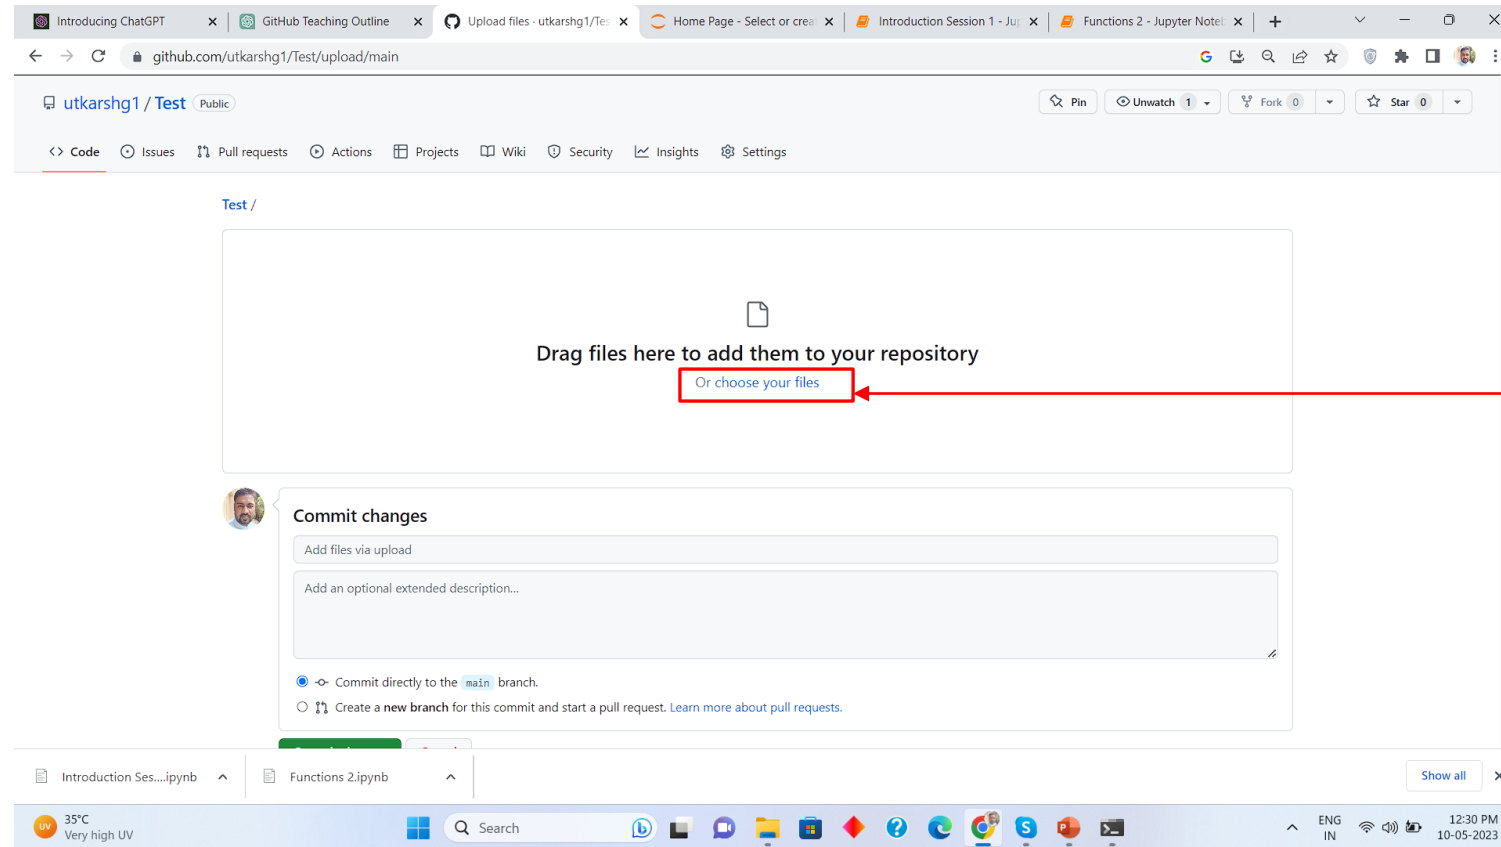 Introducing ChatGPT
GitHub Teaching Outline
Upload files · utkarshg1/Tes
Home Page - Select or creat
Introduction Session 1 - Jup
Functions 2 - Jupyter Noteb
github.com/utkarshg1/Test/upload/main
utkarshg1 / Test Public
Pin
Unwatch 1
Fork 0
Star 0
<> Code
Issues
Pull requests
Actions
Projects
Wiki
Security
Insights
Settings
Test /
Drag files here to add them to your repository
Or choose your files
Commit changes
Add files via upload
Add an optional extended description...
Commit directly to the main branch.
Create a new branch for this commit and start a pull request. Learn more about pull requests.
Introduction Ses....ipynb
Functions 2.ipynb
Show all
UV
35°C
Very high UV
Search
ENG
IN
12:30 PM
10-05-2023